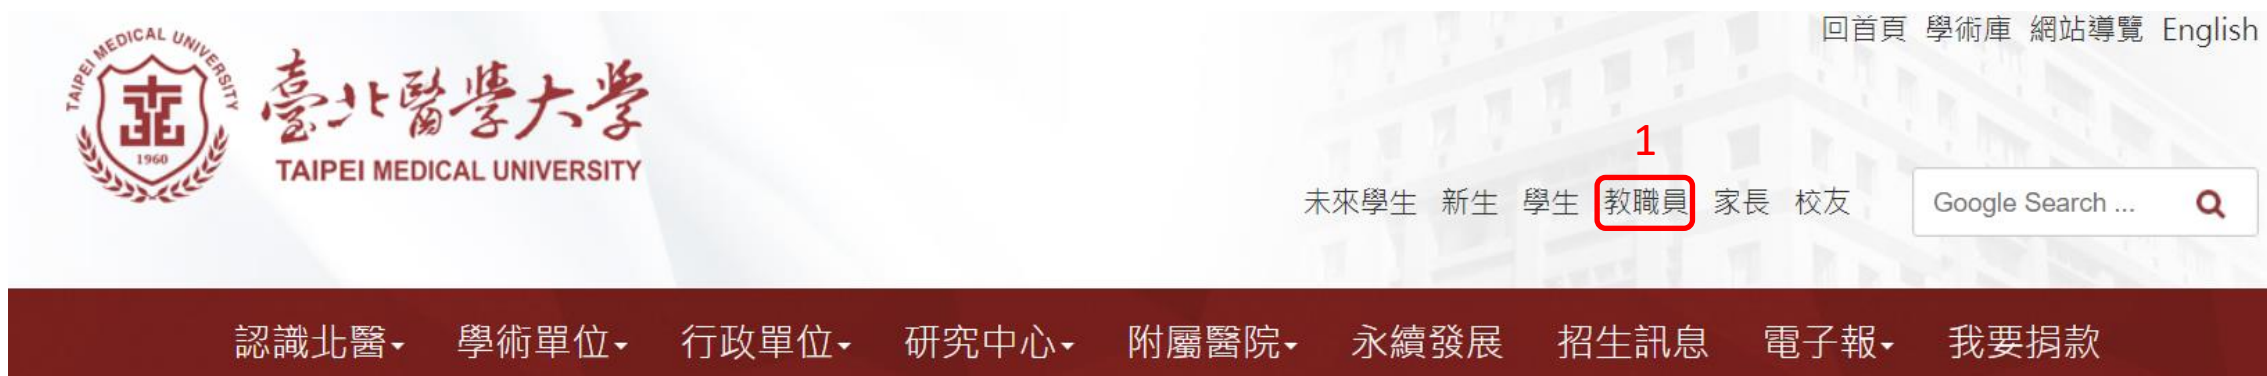 回首頁 學術庫 網站導覽 English
TAIPEI MEDICAL UNIVERSITY
1960
臺北醫學大學
TAIPEI MEDICAL UNIVERSITY
1
未來學生 新生 學生 教職員 家長 校友
Google Search ...
認識北醫 學術單位 行政單位 研究中心 附屬醫院 永續發展 招生訊息 電子報 我要捐款